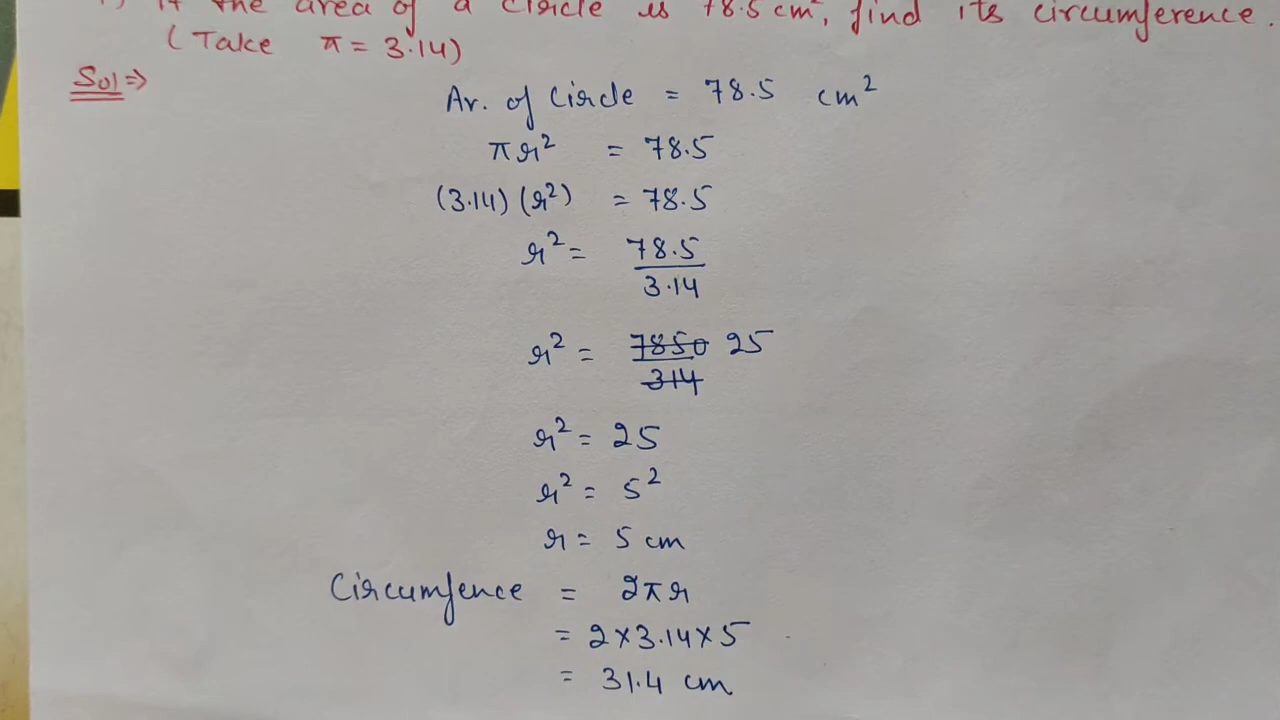 If the area of a circle is 78.5 cm², find its circumference.
(Take π = 3.14)
Sol ⇒
Ar. of Circle = 78.5 cm²
πr² = 78.5
(3.14) (r²) = 78.5
r² = 78.5
3.14
r² = 7850 25
314
r² = 25
r² = 5²
r = 5 cm
Circumfence = 2πr
= 2×3.14×5
= 31.4 cm